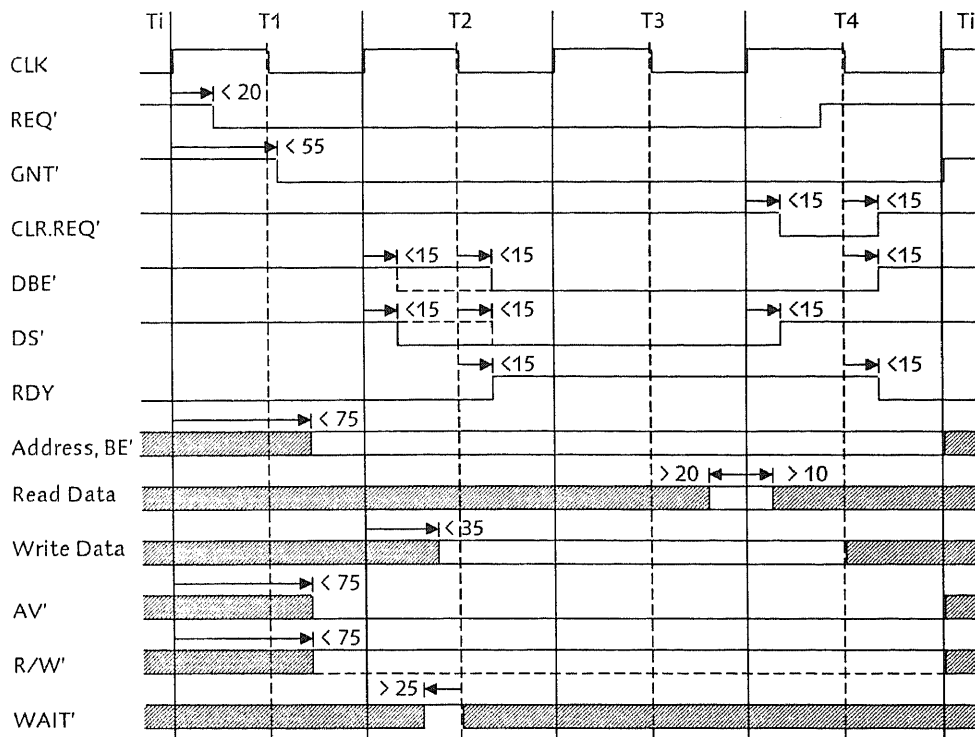 Ti T1 T2 T3 T4 Ti
CLK
< 20
REQ'
< 55
GNT'
<15 <15
CLR.REQ'
<15 <15 <15
DBE'
<15 <15 <15
DS'
<15 <15
RDY
< 75
Address, BE'
> 20 > 10
Read Data
< 35
Write Data
< 75
AV'
< 75
R/W'
> 25
WAIT'